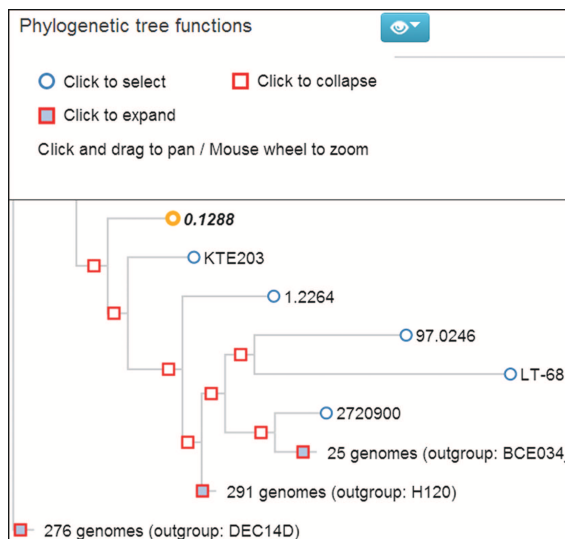 Phylogenetic tree functions
Click to select
Click to collapse
Click to expand
Click and drag to pan / Mouse wheel to zoom
0.1288
KTE203
1.2264
97.0246
LT-68
2720900
25 genomes (outgroup: BCE034)
291 genomes (outgroup: H120)
276 genomes (outgroup: DEC14D)